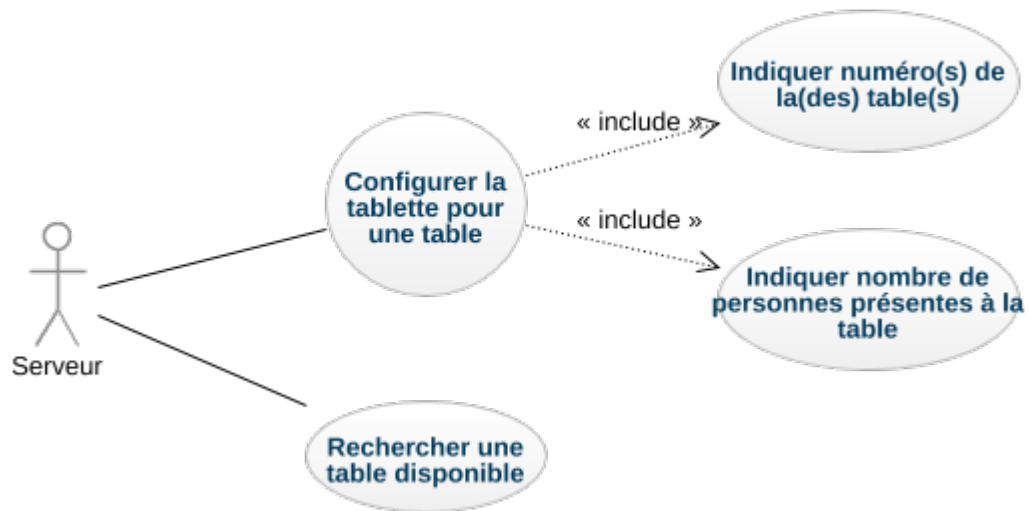 Indiquer numéro(s) de
la(des) table(s)
« include »
Configurer la
tablette pour
une table
« include »
Indiquer nombre de
personnes présentes à la
table
Serveur
Rechercher une
table disponible